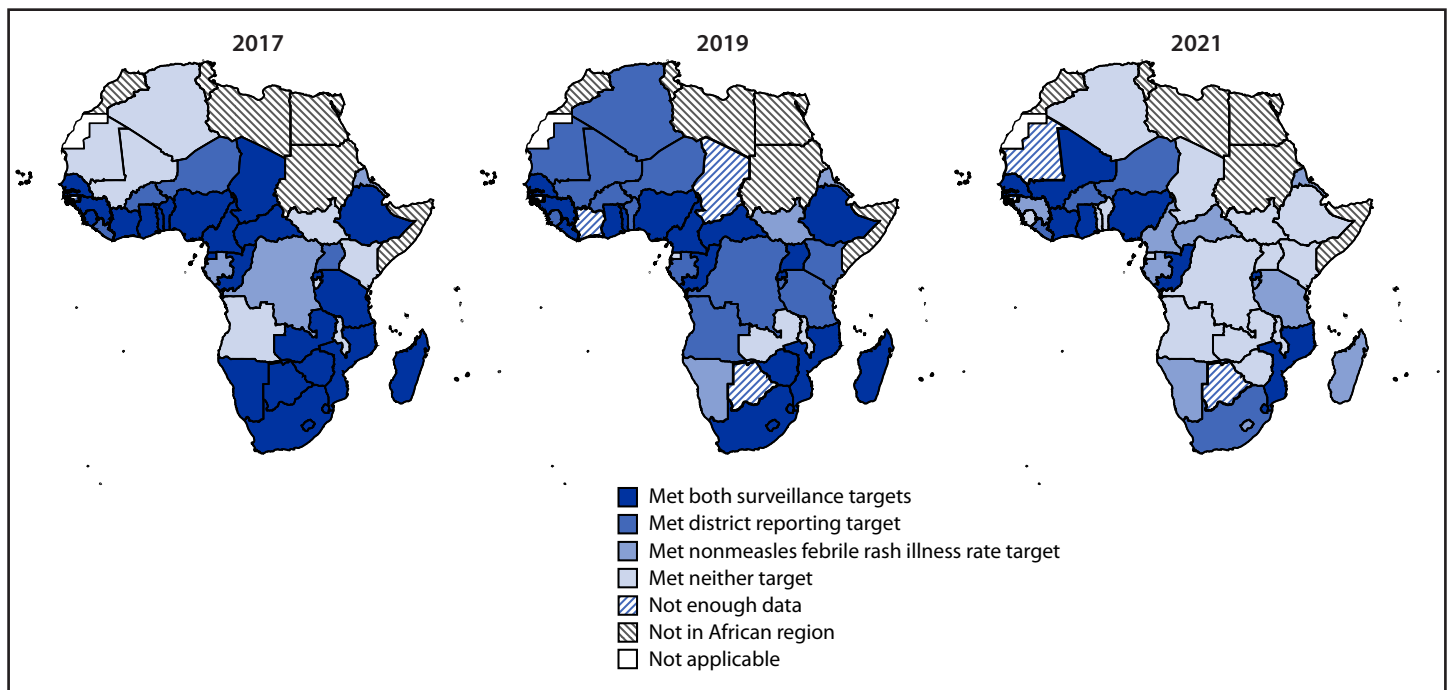 2017
2019
2021
Met both surveillance targets
Met district reporting target
Met nonmeasles febrile rash illness rate target
Met neither target
Not enough data
Not in African region
Not applicable